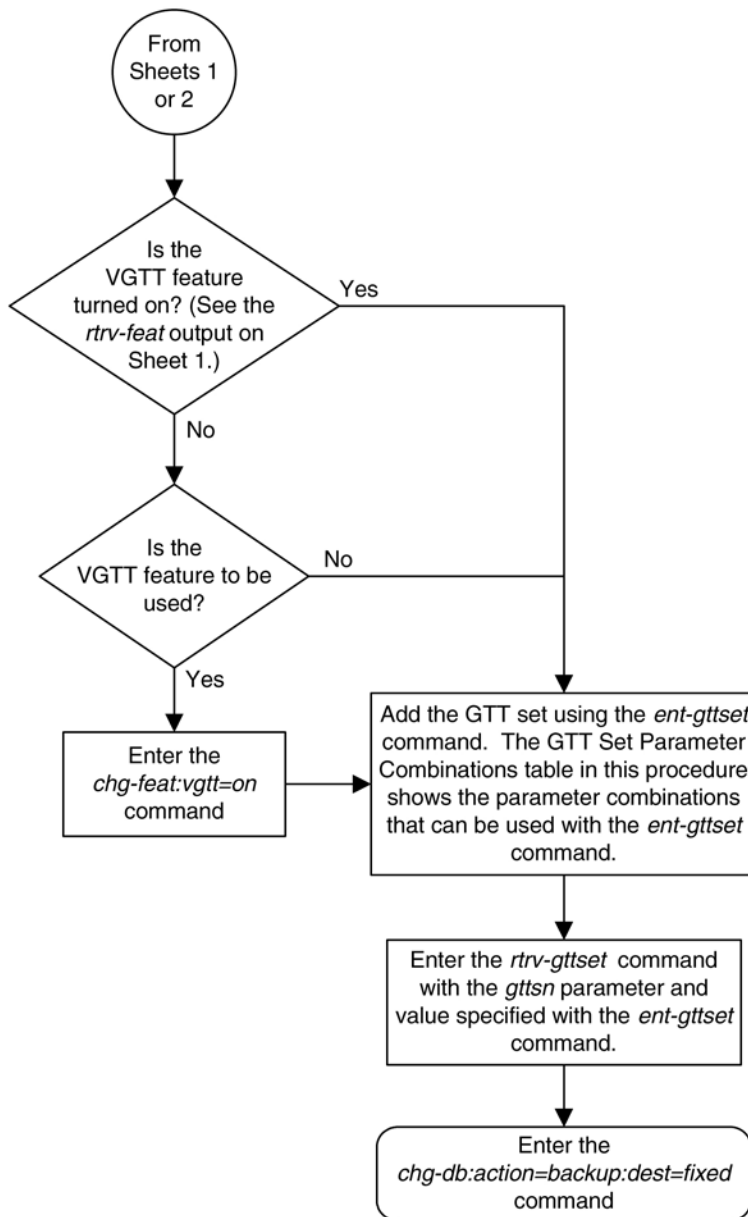 From
Sheets 1
or 2
Is the
VGTT feature
turned on? (See the
rtrv-feat output on
Sheet 1.)
Yes
No
Is the
VGTT feature to be
used?
No
Yes
Enter the
chg-feat:vgtt=on
command
Add the GTT set using the ent-gttset
command. The GTT Set Parameter
Combinations table in this procedure
shows the parameter combinations
that can be used with the ent-gttset
command.
Enter the rtrv-gttset command
with the gttsn parameter and
value specified with the ent-gttset
command.
Enter the
chg-db:action=backup:dest=fixed
command